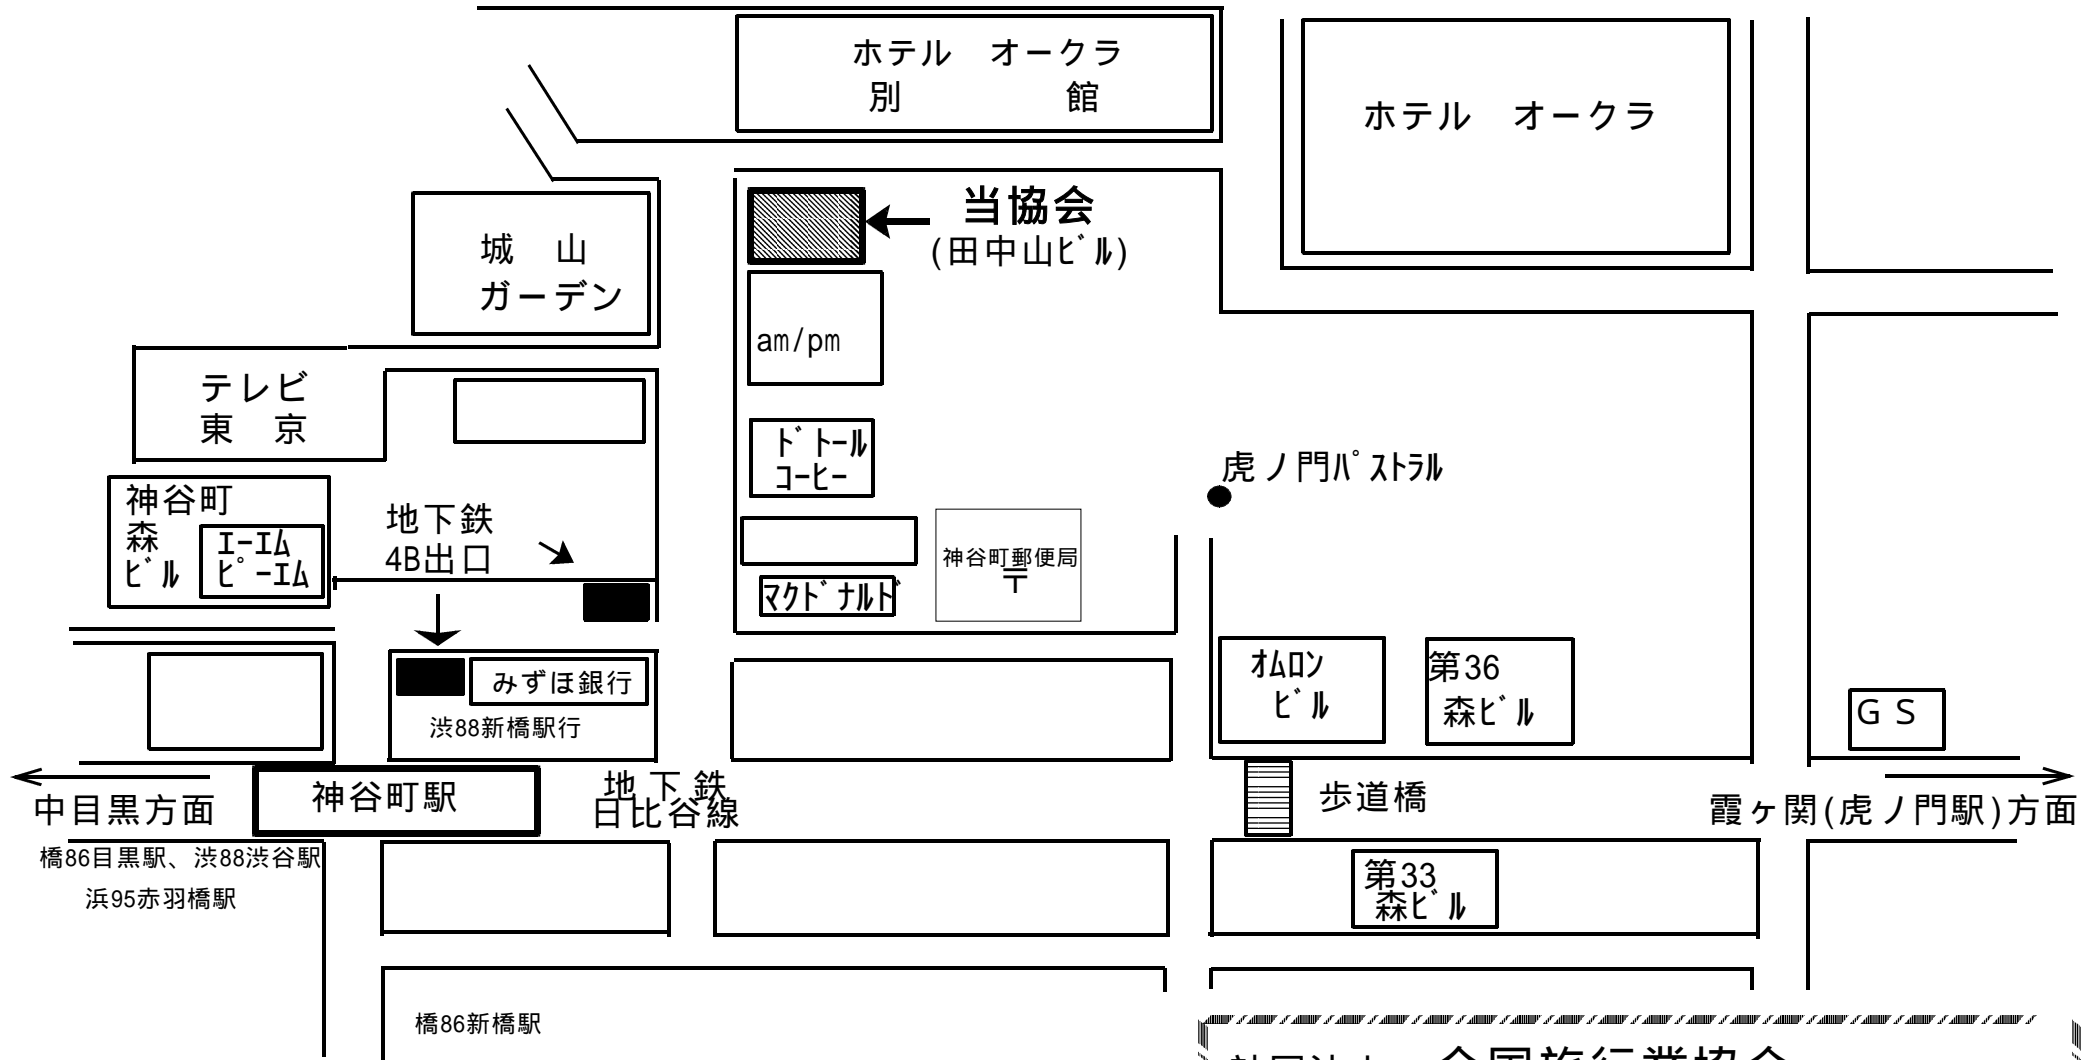 ホテル　オークラ
別　館
ホテル　オークラ
当協会
(田中山ﾋﾞﾙ)
城　山
ガーデン
am/pm
テレビ
東　京
ﾄﾞﾄｰﾙ
ｺｰﾋｰ
虎ノ門ﾊﾟｽﾄﾗﾙ
神谷町
森
ﾋﾞﾙ
ｴｰｴﾑ
ﾋﾟｰｴﾑ
地下鉄
4B出口
神谷町郵便局
〒
ﾏｸﾄﾞﾅﾙﾄﾞ
みずほ銀行
渋88新橋駅行
ｵﾑﾛﾝ
ﾋﾞﾙ
第36
森ﾋﾞﾙ
ＧＳ
中目黒方面
神谷町駅
地下鉄
日比谷線
歩道橋
霞ヶ関(虎ノ門駅)方面
橋86目黒駅、渋88渋谷駅
浜95赤羽橋駅
第33
森ﾋﾞﾙ
橋86新橋駅
全国旅行業協会